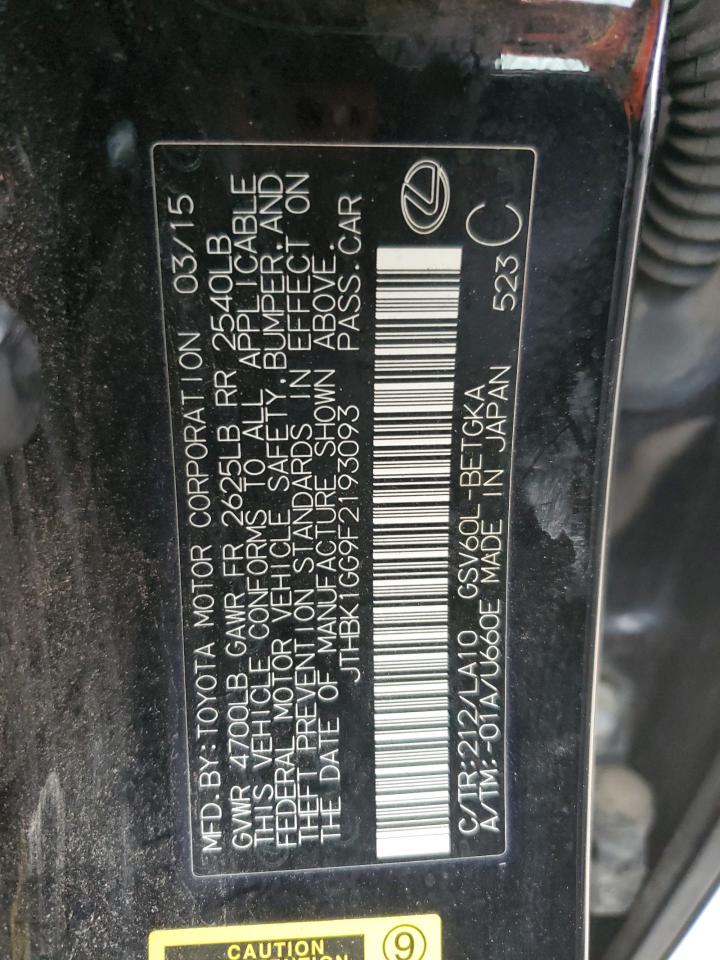 MFD.BY:TOYOTA MOTOR CORPORATION 03/15
GVWR 4700LB GAWR FR 2625LB RR 2540LB
THIS VEHICLE CONFORMS TO ALL APPLICABLE
FEDERAL MOTOR VEHICLE SAFETY,BUMPER,AND
THEFT PREVENTION STANDARDS IN EFFECT ON
THE DATE OF MANUFACTURE SHOWN ABOVE.
JTHBK1GG9F2193093 PASS.CAR
C/TR:212/LA10 GSV60L-BETGKA
A/TM:-01A/U660E MADE IN JAPAN 523 C
CAUTION 9